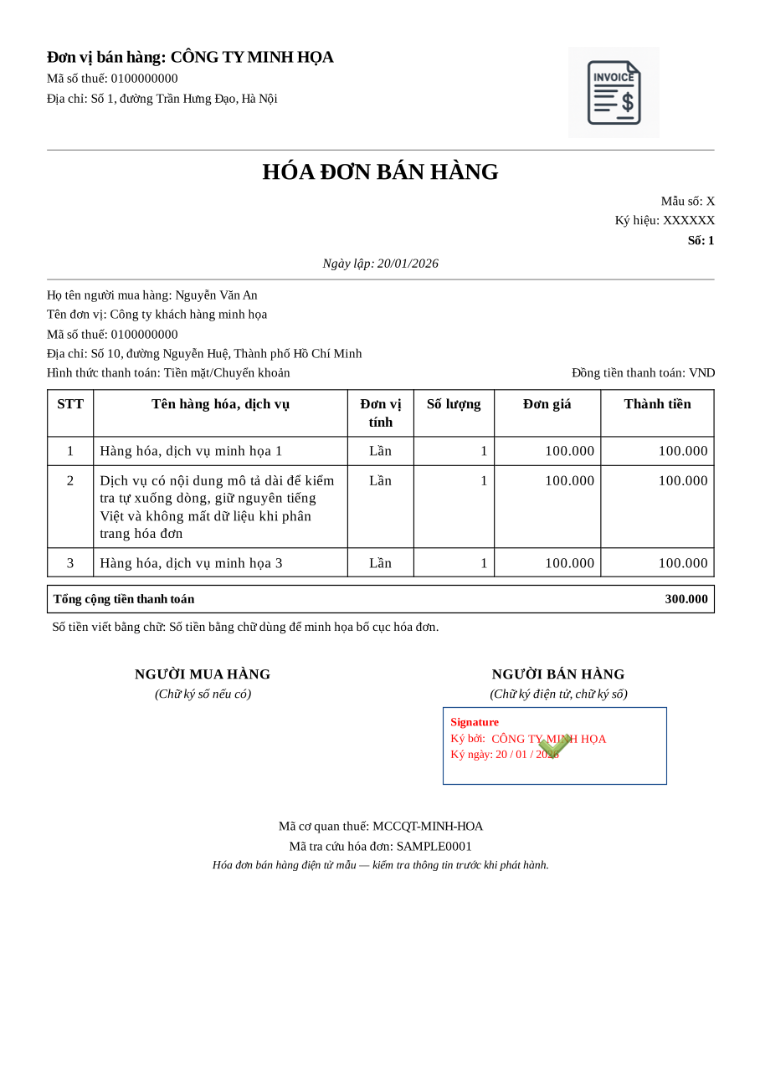 Đơn vị bán hàng: CÔNG TY MINH HỌA
Mã số thuế: 0100000000
Địa chỉ: Số 1, đường Trần Hưng Đạo, Hà Nội
INVOICE
$
HÓA ĐƠN BÁN HÀNG
Mẫu số: X
Ký hiệu: XXXXXX
Số: 1
Ngày lập: 20/01/2026
Họ tên người mua hàng: Nguyễn Văn An
Tên đơn vị: Công ty khách hàng minh họa
Mã số thuế: 0100000000
Địa chỉ: Số 10, đường Nguyễn Huệ, Thành phố Hồ Chí Minh
Hình thức thanh toán: Tiền mặt/Chuyển khoản Đồng tiền thanh toán: VND
STT Tên hàng hóa, dịch vụ Đơn vị tính Số lượng Đơn giá Thành tiền
1 Hàng hóa, dịch vụ minh họa 1 Lần 1 100.000 100.000
2 Dịch vụ có nội dung mô tả dài để kiểm Lần 1 100.000 100.000
tra tự xuống dòng, giữ nguyên tiếng
Việt và không mất dữ liệu khi phân
trang hóa đơn
3 Hàng hóa, dịch vụ minh họa 3 Lần 1 100.000 100.000
Tổng cộng tiền thanh toán 300.000
Số tiền viết bằng chữ: Số tiền bằng chữ dùng để minh họa bố cục hóa đơn.
NGƯỜI MUA HÀNG NGƯỜI BÁN HÀNG
(Chữ ký số nếu có) (Chữ ký điện tử, chữ ký số)
Signature
Ký bởi: CÔNG TY MINH HỌA
Ký ngày: 20 / 01 / 2026
Mã cơ quan thuế: MCCQT-MINH-HOA
Mã tra cứu hóa đơn: SAMPLE0001
Hóa đơn bán hàng điện tử mẫu — kiểm tra thông tin trước khi phát hành.